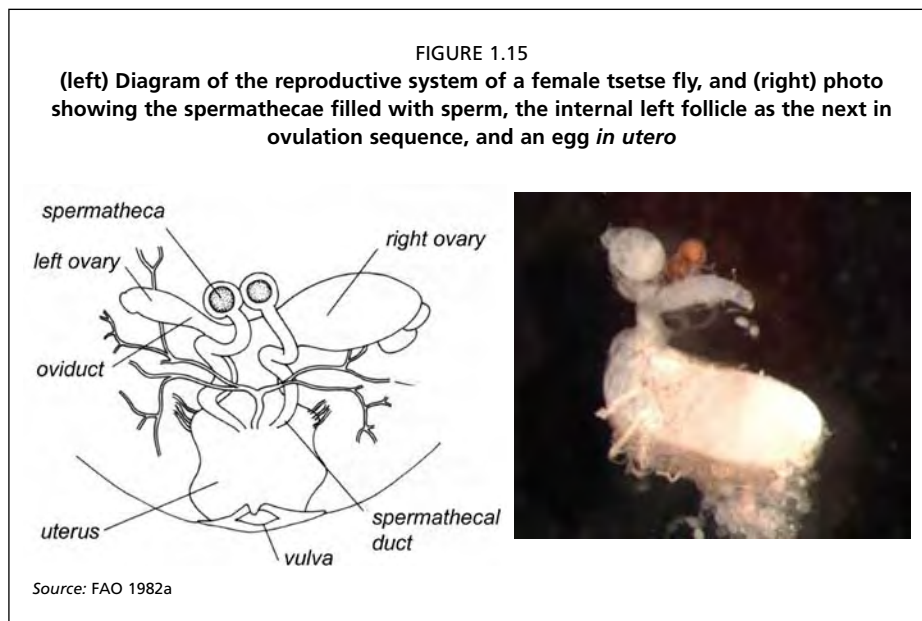 FIGURE 1.15
(left) Diagram of the reproductive system of a female tsetse fly, and (right) photo
showing the spermathecae filled with sperm, the internal left follicle as the next in
ovulation sequence, and an egg in utero
spermatheca
left ovary
right ovary
oviduct
uterus
spermathecal
duct
vulva
Source: FAO 1982a